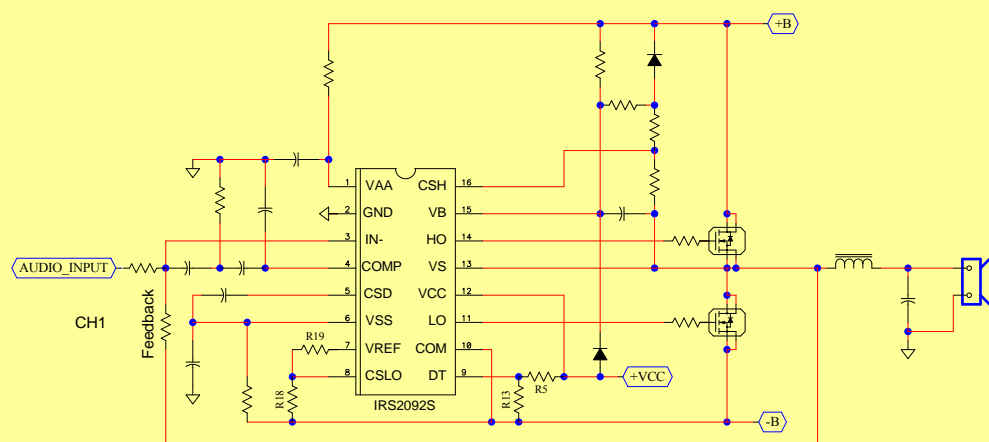 +B
1 VAA CSH 16
2 GND VB 15
3 IN- HO 14
AUDIO_INPUT
4 COMP VS 13
5 CSD VCC 12
CH1
Feedback
6 VSS LO 11
R19
7 VREF COM 10
8 CSLO DT 9
+VCC
R5
R18
R13
IRS2092S
-B